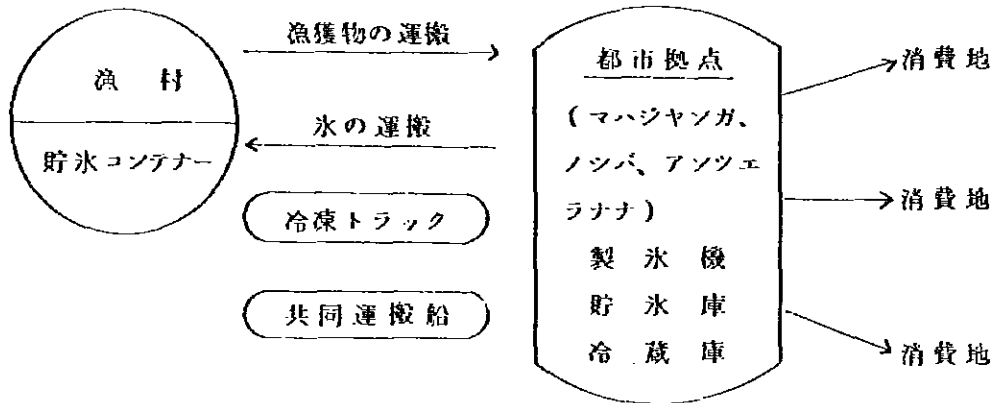 漁村
貯氷コンテナー
漁獲物の運搬
氷の運搬
冷凍トラック
共同運搬船
都市拠点
(マハジヤンガ、
ノシバ、アンツエ
ラナナ)
製氷機
貯氷庫
冷蔵庫
消費地
消費地
消費地